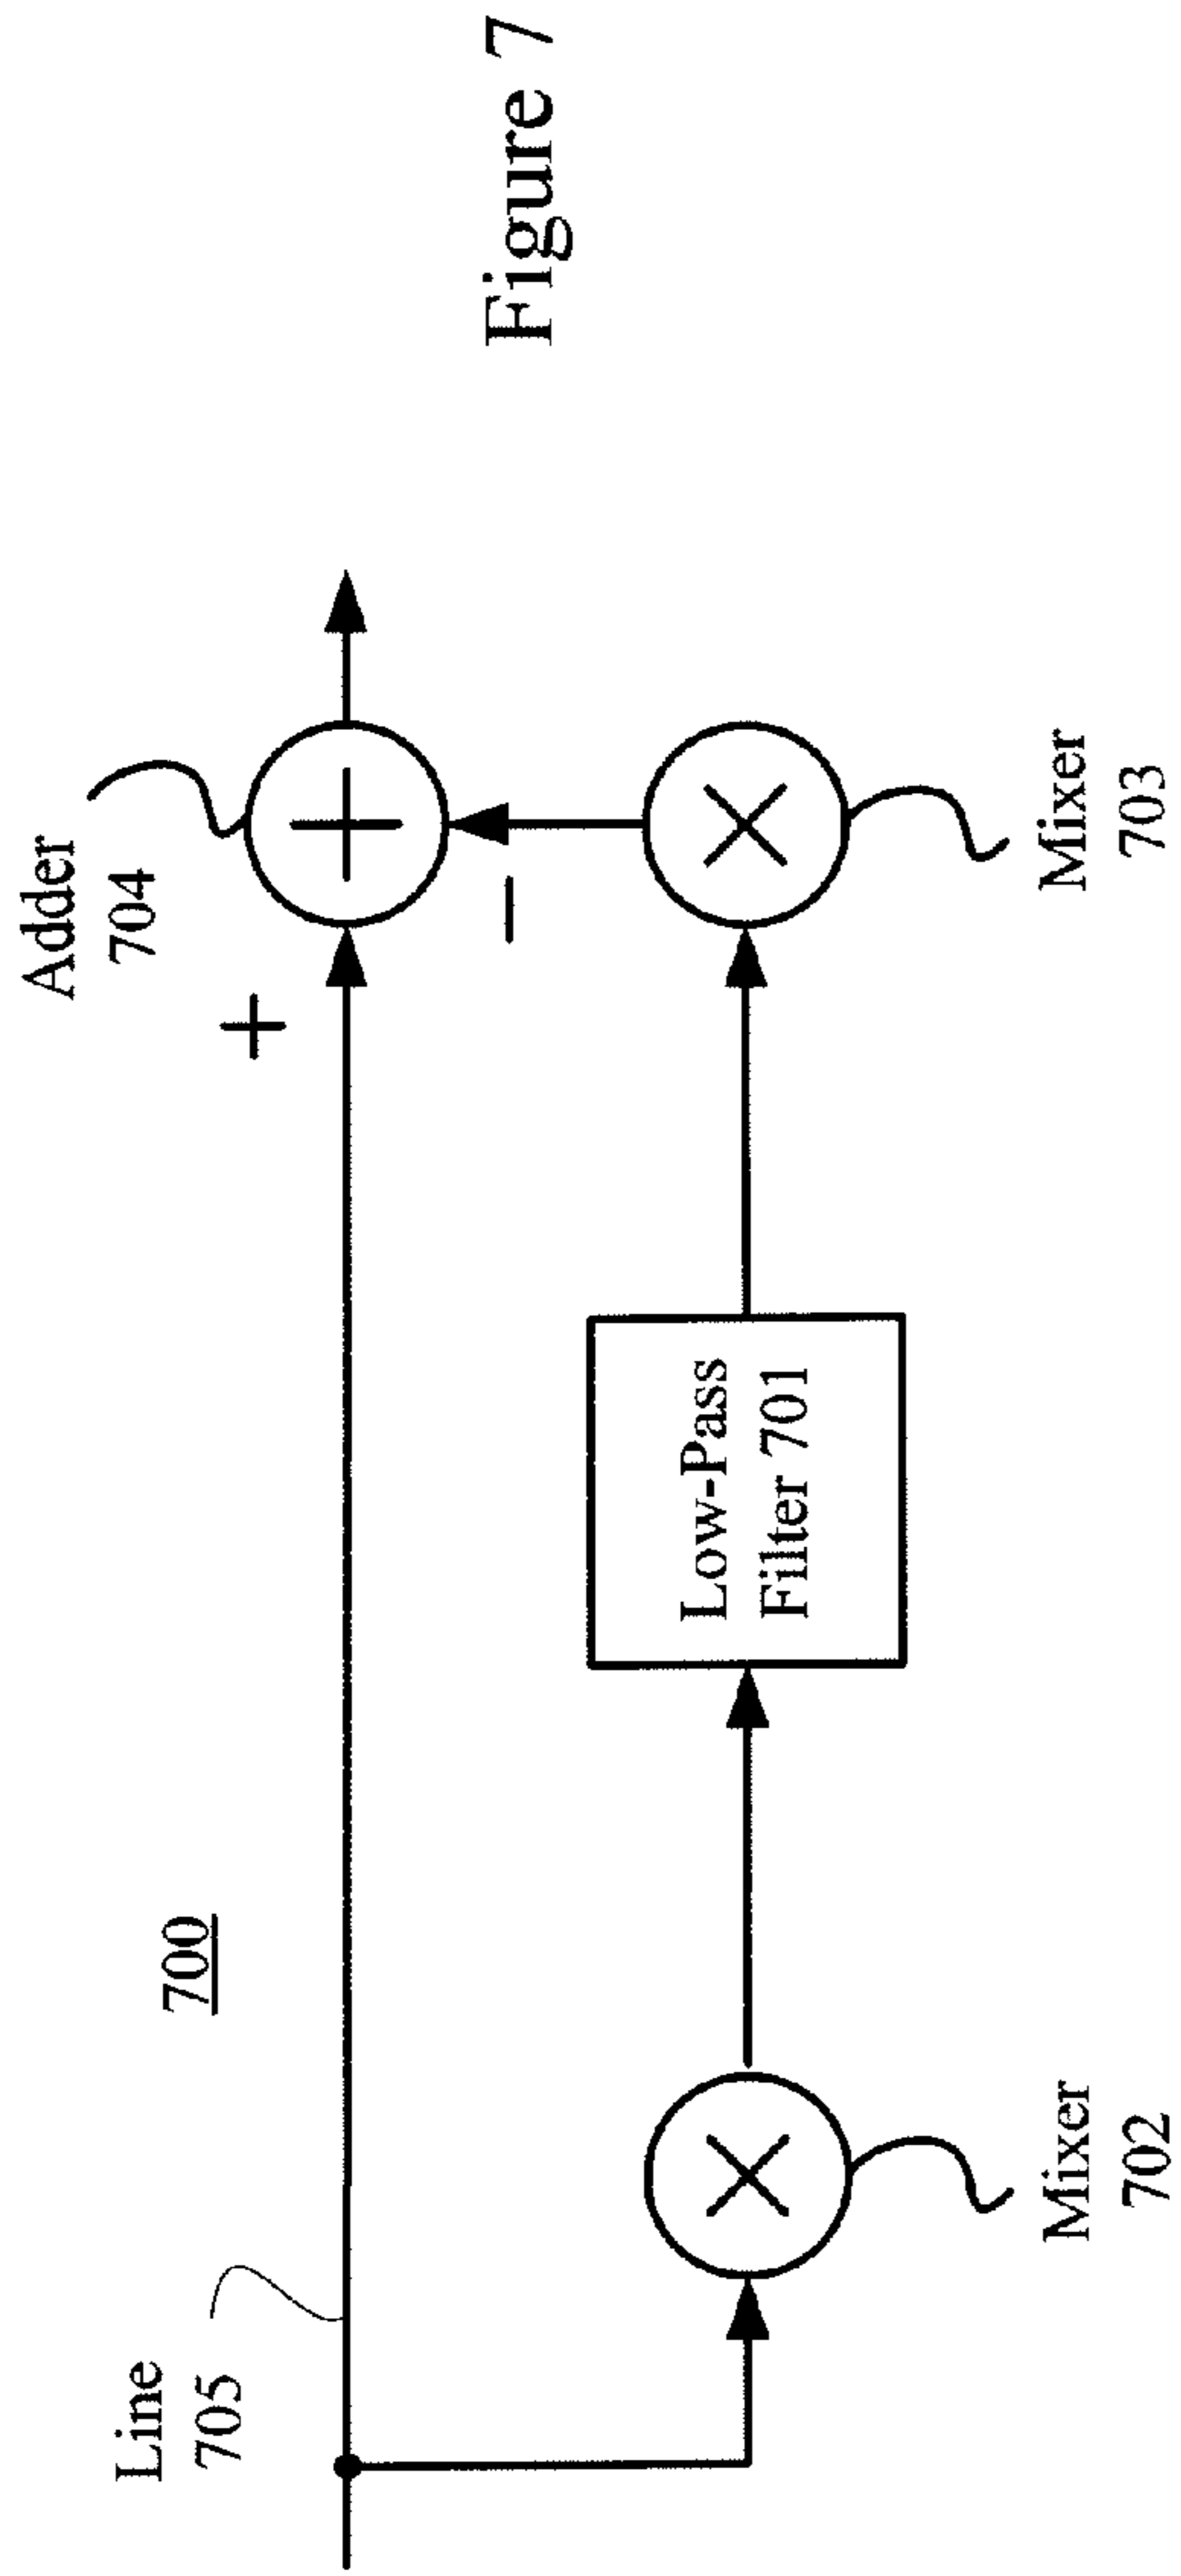 Line
705
700
Adder
704
+
−
Low-Pass
Filter 701
Mixer
702
Mixer
703
Figure 7